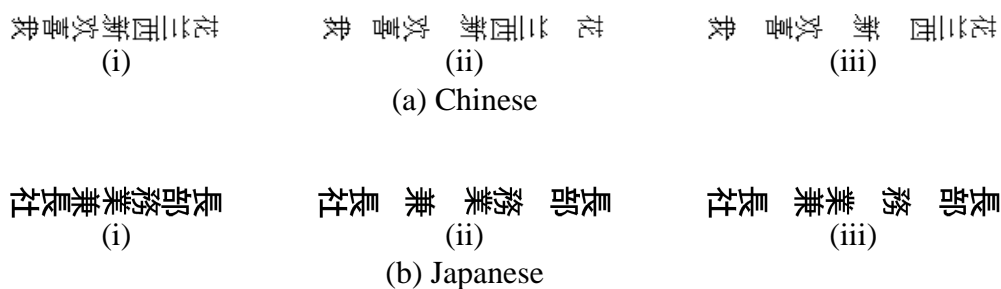 我喜欢新西兰花 我 喜欢 新西兰 花 我 喜欢 新 西兰花
(i) (ii) (iii)
(a) Chinese
社長兼業務部長 社長 兼 業務 部長 社長 兼業 務 部長
(i) (ii) (iii)
(b) Japanese